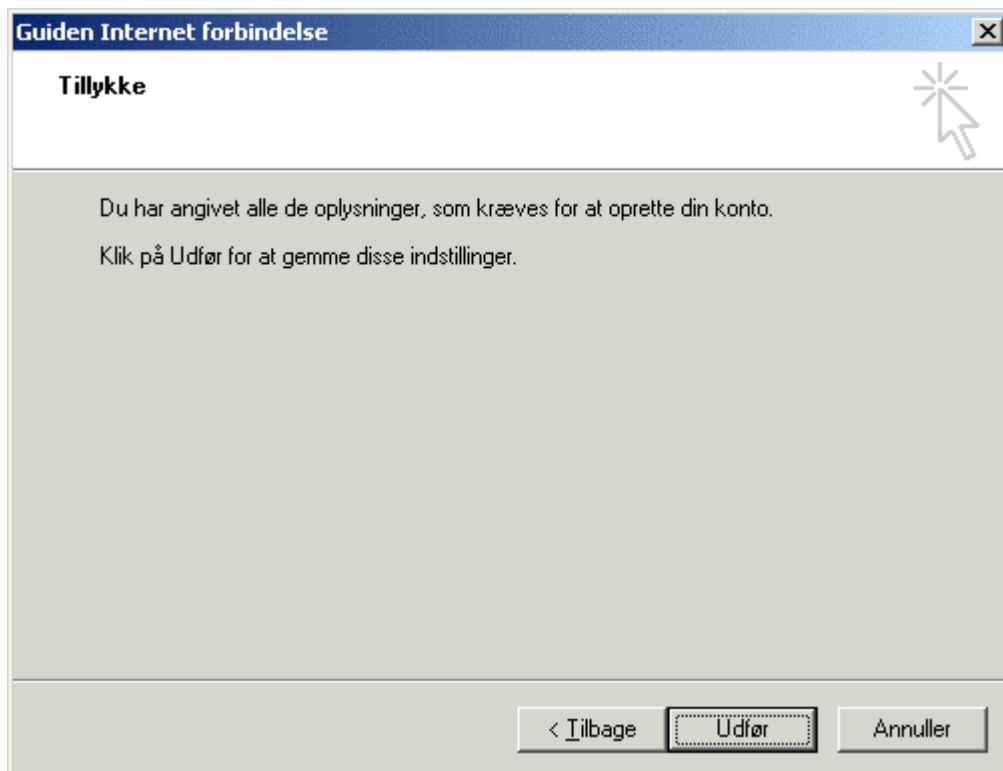 Guiden Internet forbindelse
Tillykke
Du har angivet alle de oplysninger, som kræves for at oprette din konto.
Klik på Udfør for at gemme disse indstillinger.
< Tilbage Udfør Annuller